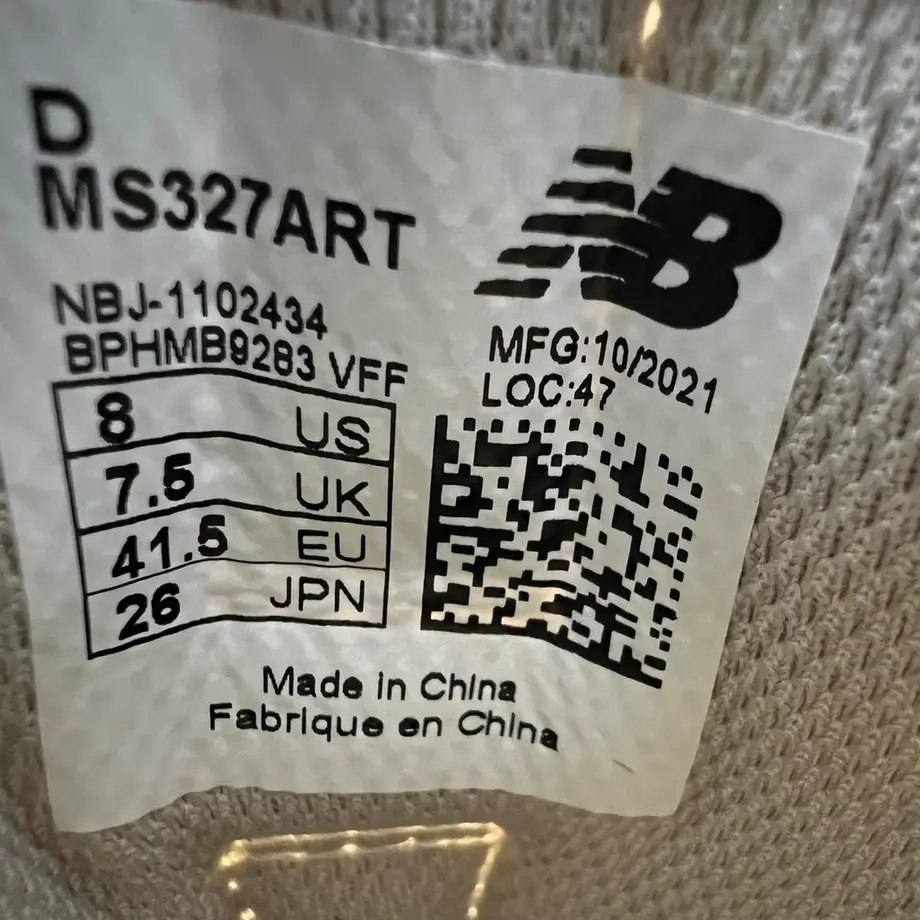 D
MS327ART
NB
NBJ-1102434
BPHMB9283 VFF
MFG:10/2021
LOC:47
8 US
7.5 UK
41.5 EU
26 JPN
Made in China
Fabrique en China